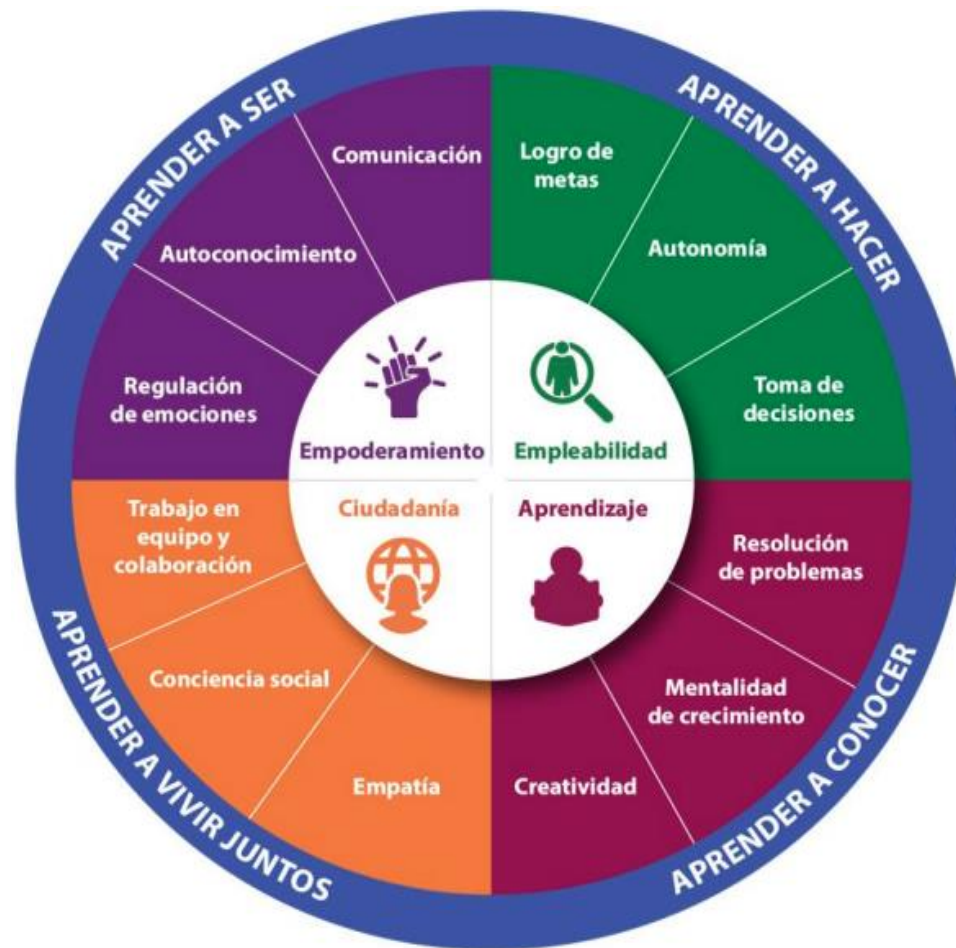 APRENDER A SER
Comunicación
Autoconocimiento
Regulación
de emociones
Empoderamiento
APRENDER A HACER
Logro de
metas
Autonomía
Toma de
decisiones
Empleabilidad
APRENDER A VIVIR JUNTOS
Trabajo en
equipo y
colaboración
Conciencia social
Empatía
Ciudadanía
APRENDER A CONOCER
Resolución
de problemas
Mentalidad
de crecimiento
Creatividad
Aprendizaje